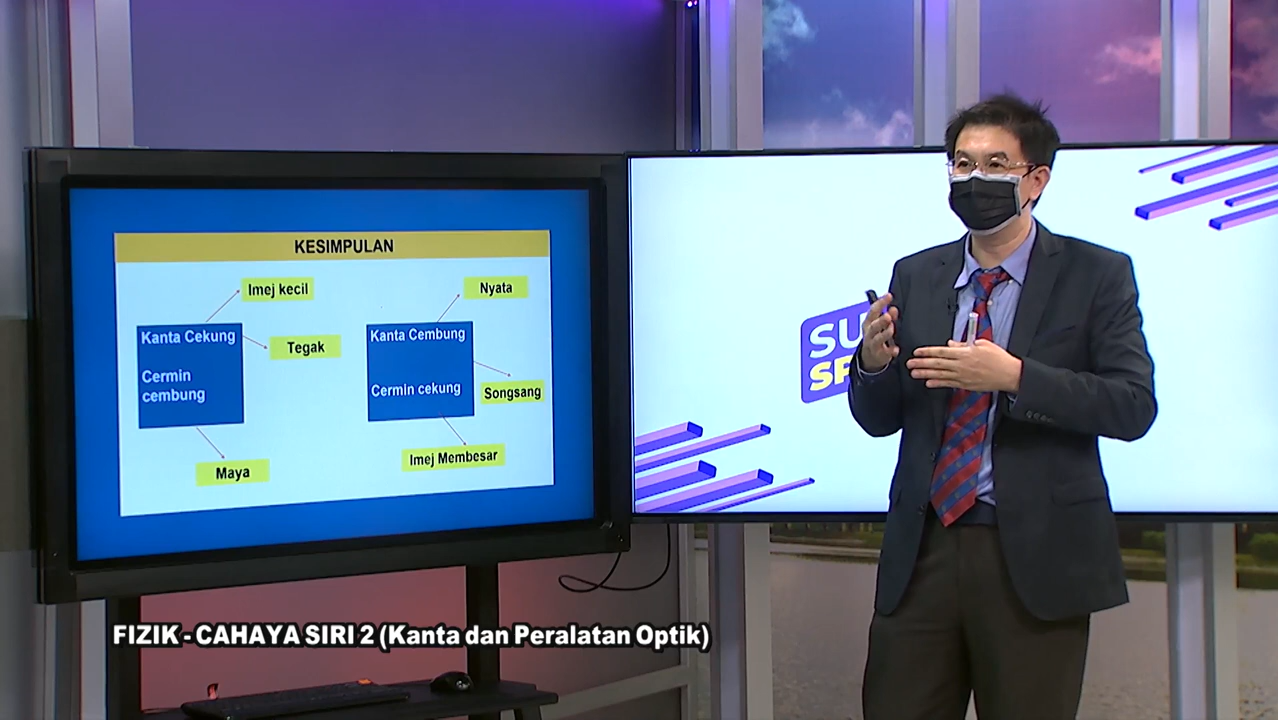 KESIMPULAN
Imej kecil
Kanta Cekung
Cermin
cembung
Tegak
Maya
Nyata
Kanta Cembung
Cermin cekung
Songsang
Imej Membesar
FIZIK - CAHAYA SIRI 2 (Kanta dan Peralatan Optik)